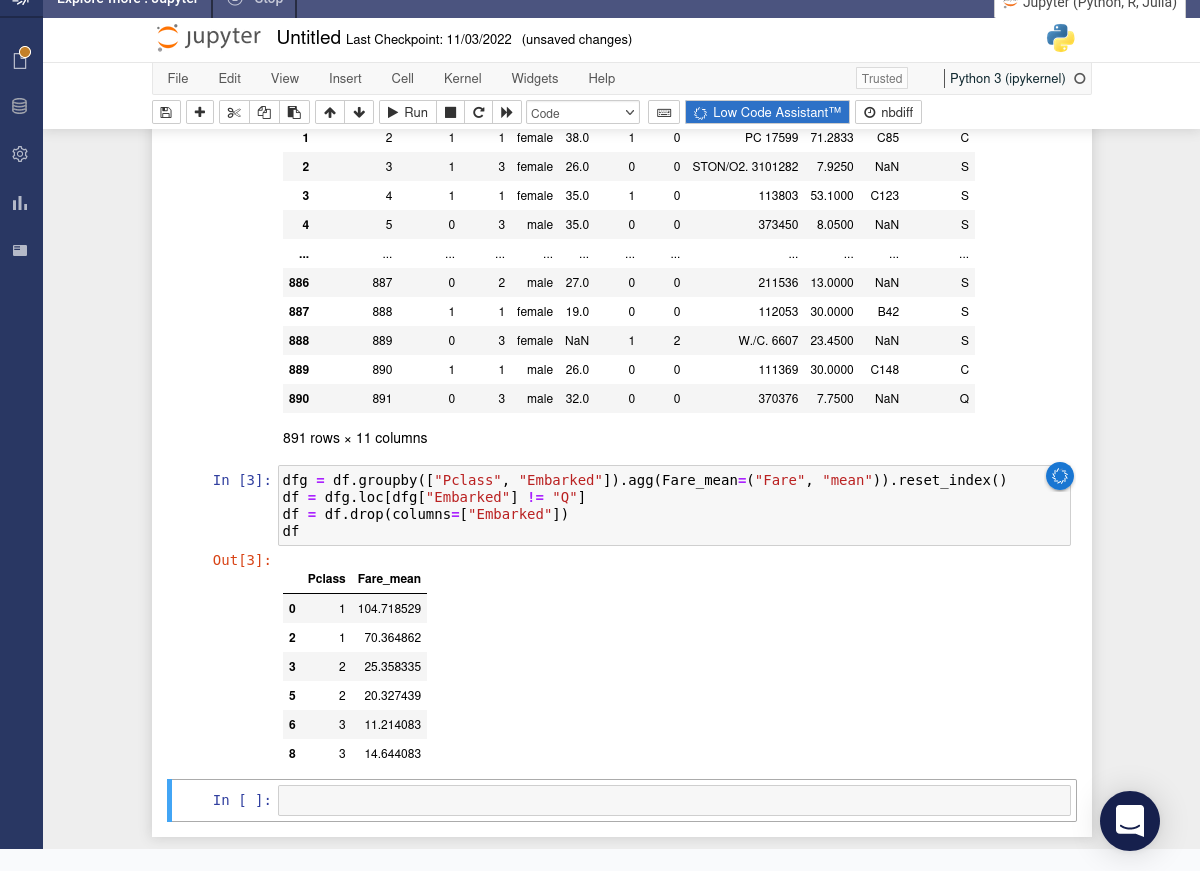 Explore more : Jupyter
Stop
Jupyter (Python, R, Julia)
jupyter Untitled Last Checkpoint: 11/03/2022 (unsaved changes)
File Edit View Insert Cell Kernel Widgets Help Trusted Python 3 (ipykernel)
Run Code Low Code Assistant™ nbdiff
1 2 1 1 female 38.0 1 0 PC 17599 71.2833 C85 C
2 3 1 3 female 26.0 0 0 STON/O2. 3101282 7.9250 NaN S
3 4 1 1 female 35.0 1 0 113803 53.1000 C123 S
4 5 0 3 male 35.0 0 0 373450 8.0500 NaN S
... ... ... ... ... ... ... ... ... ... ... ...
886 887 0 2 male 27.0 0 0 211536 13.0000 NaN S
887 888 1 1 female 19.0 0 0 112053 30.0000 B42 S
888 889 0 3 female NaN 1 2 W./C. 6607 23.4500 NaN S
889 890 1 1 male 26.0 0 0 111369 30.0000 C148 C
890 891 0 3 male 32.0 0 0 370376 7.7500 NaN Q
891 rows × 11 columns
In [3]: dfg = df.groupby(["Pclass", "Embarked"]).agg(Fare_mean=("Fare", "mean")).reset_index()
df = dfg.loc[dfg["Embarked"] != "Q"]
df = df.drop(columns=["Embarked"])
df
Out[3]:
Pclass Fare_mean
0 1 104.718529
2 1 70.364862
3 2 25.358335
5 2 20.327439
6 3 11.214083
8 3 14.644083
In [ ]: